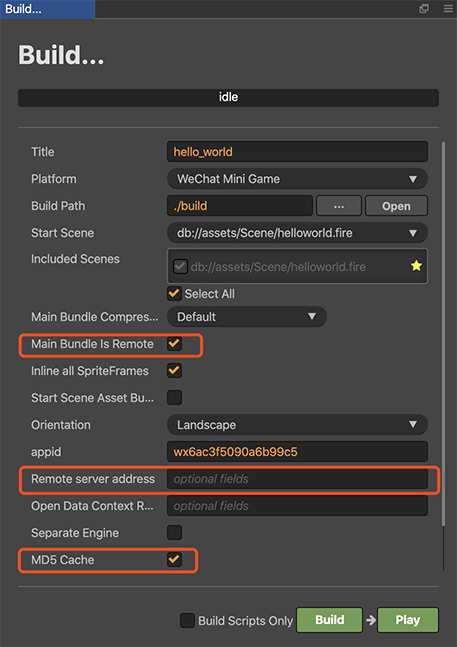 Build...
Build...
idle
Title hello_world
Platform WeChat Mini Game
Build Path ./build ... Open
Start Scene db://assets/Scene/helloworld.fire
Included Scenes db://assets/Scene/helloworld.fire
Select All
Main Bundle Compres... Default
Main Bundle Is Remote
Inline all SpriteFrames
Start Scene Asset Bu...
Orientation Landscape
appid wx6ac3f5090a6b99c5
Remote server address optional fields
Open Data Context R... optional fields
Separate Engine
MD5 Cache
Build Scripts Only Build Play